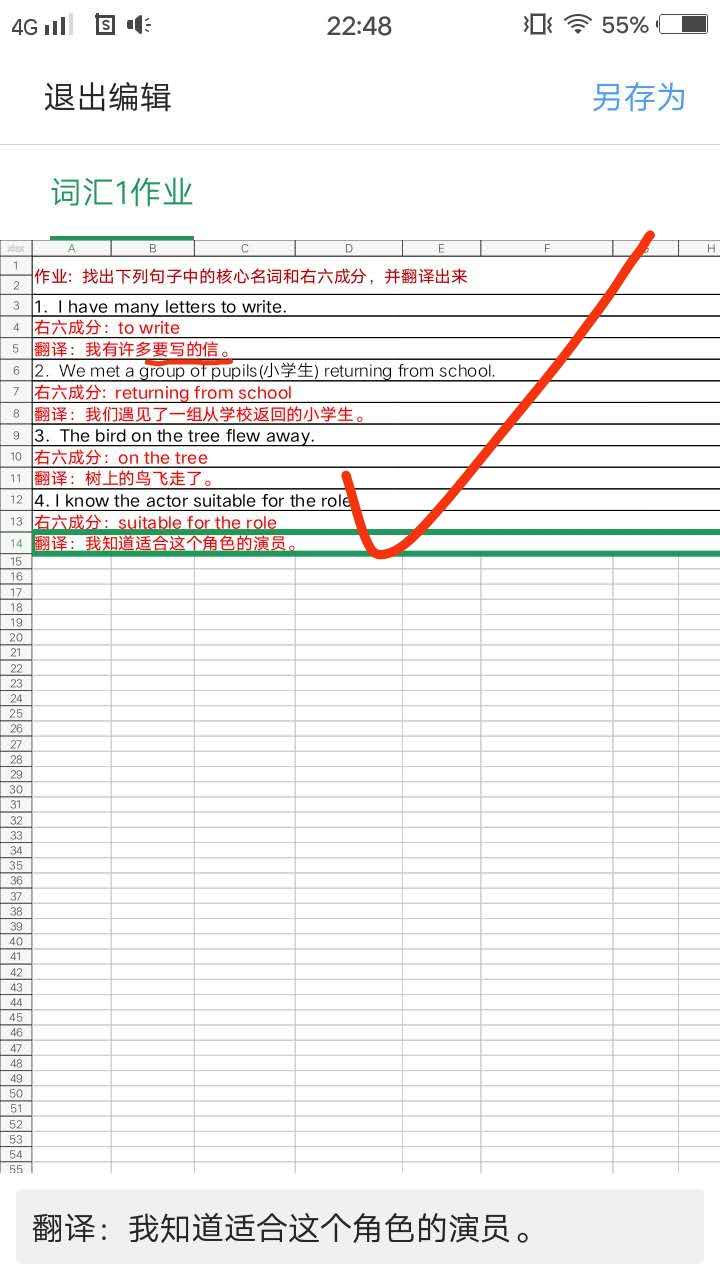 4G 22:48 55%
退出编辑 另存为
词汇1作业
xlsx A B C D E F G H
1 作业：找出下列句子中的核心名词和右六成分，并翻译出来
2
3 1. I have many letters to write.
4 右六成分：to write
5 翻译：我有许多要写的信。
6 2. We met a group of pupils(小学生) returning from school.
7 右六成分: returning from school
8 翻译：我们遇见了一组从学校返回的小学生。
9 3. The bird on the tree flew away.
10 右六成分：on the tree
11 翻译：树上的鸟飞走了。
12 4. I know the actor suitable for the role
13 右六成分：suitable for the role
14 翻译：我知道适合这个角色的演员。
15
16
17
18
19
20
21
22
23
24
25
26
27
28
29
30
31
32
33
34
35
36
37
38
39
40
41
42
43
44
45
46
47
48
49
50
51
52
53
54
55
翻译：我知道适合这个角色的演员。